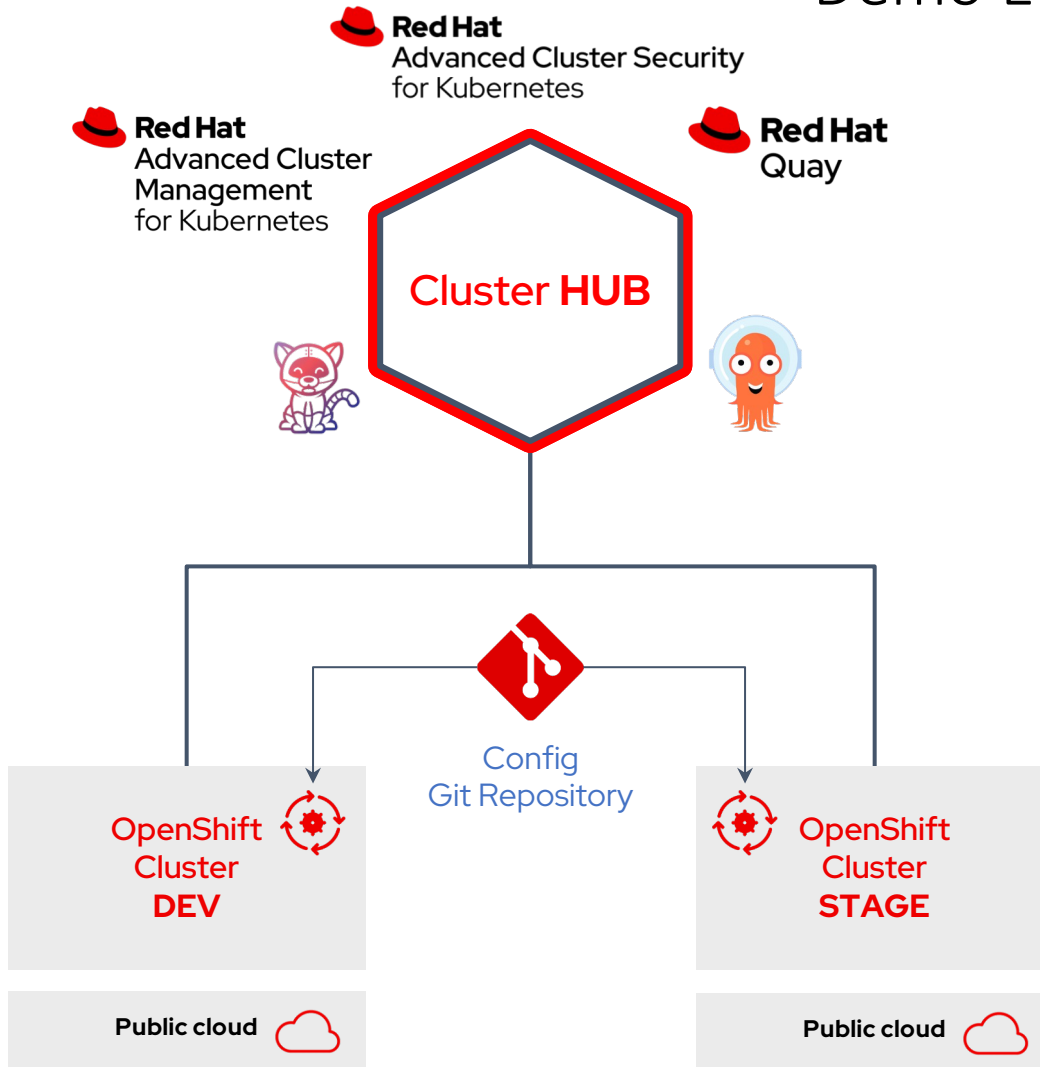 Demo
Red Hat
Advanced Cluster Security
for Kubernetes
Red Hat
Advanced Cluster
Management
for Kubernetes
Red Hat
Quay
Cluster HUB
Config
Git Repository
OpenShift
Cluster
DEV
OpenShift
Cluster
STAGE
Public cloud
Public cloud